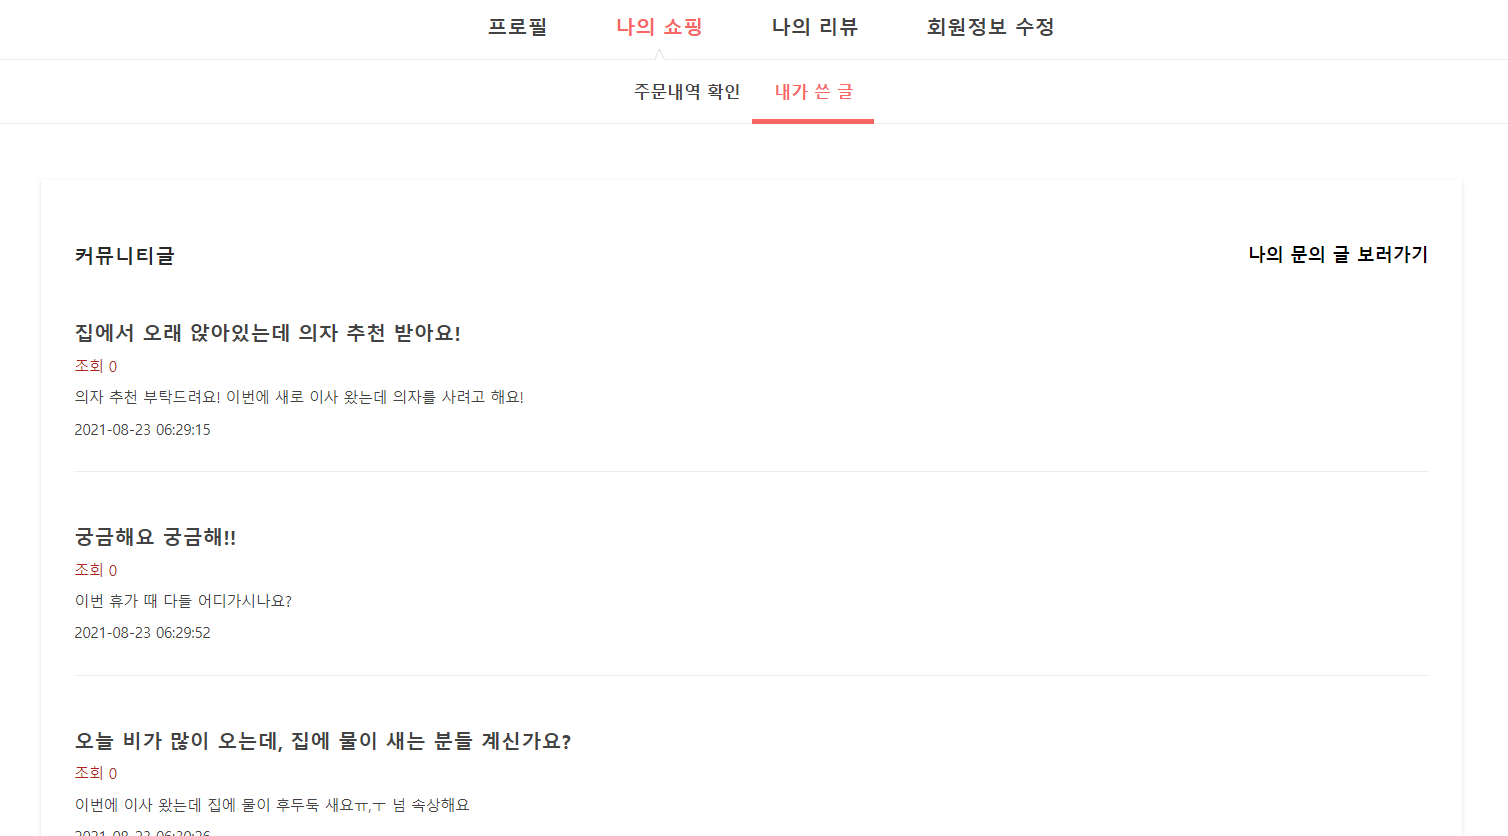 프로필 나의 쇼핑 나의 리뷰 회원정보 수정
주문내역 확인 내가 쓴 글
커뮤니티글 나의 문의 글 보러가기
집에서 오래 앉아있는데 의자 추천 받아요!
조회 0
의자 추천 부탁드려요! 이번에 새로 이사 왔는데 의자를 사려고 해요!
2021-08-23 06:29:15
궁금해요 궁금해!!
조회 0
이번 휴가 때 다들 어디가시나요?
2021-08-23 06:29:52
오늘 비가 많이 오는데, 집에 물이 새는 분들 계신가요?
조회 0
이번에 이사 왔는데 집에 물이 후두둑 새요ㅠ,ㅜ 넘 속상해요
2021-08-23 06:30:26